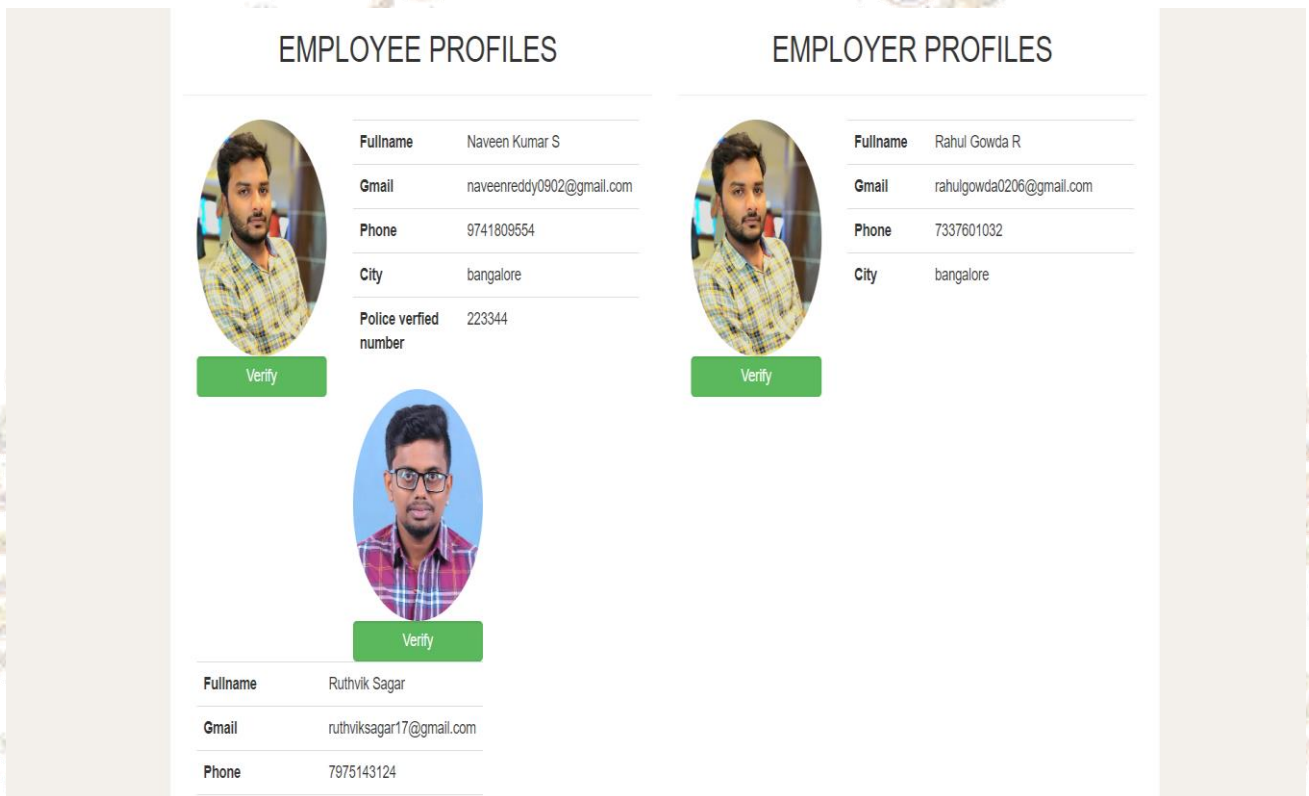 EMPLOYEE PROFILES
Fullname Naveen Kumar S
Gmail naveenreddy0902@gmail.com
Phone 9741809554
City bangalore
Police verfied number 223344
Verify
Verify
Fullname Ruthvik Sagar
Gmail ruthviksagar17@gmail.com
Phone 7975143124
EMPLOYER PROFILES
Fullname Rahul Gowda R
Gmail rahulgowda0206@gmail.com
Phone 7337601032
City bangalore
Verify